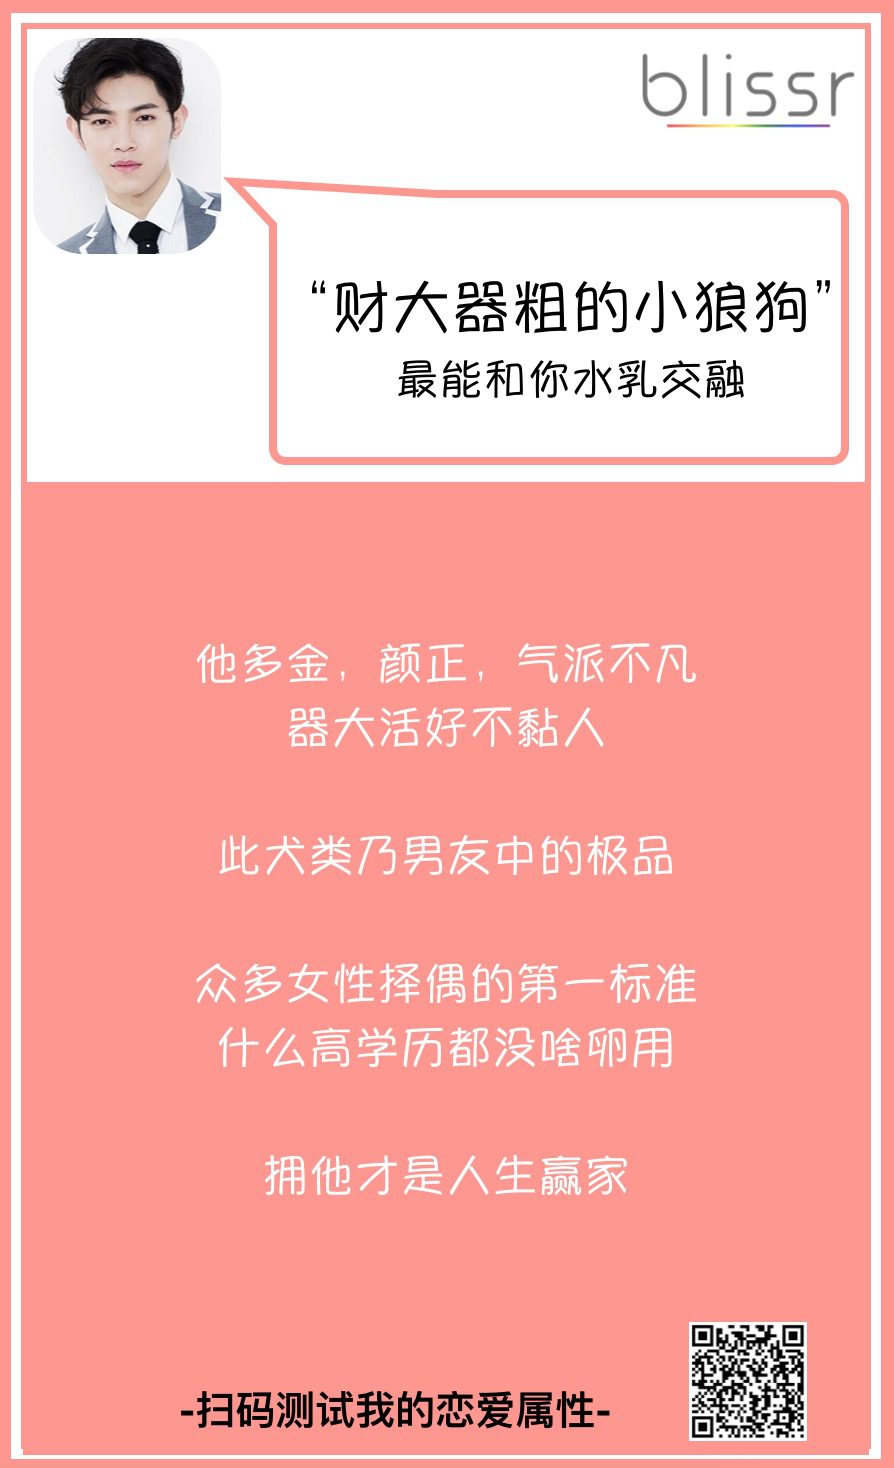 blissr
“财大器粗的小狼狗”
最能和你水乳交融
他多金，颜正，气派不凡
器大活好不黏人
此犬类乃男友中的极品
众多女性择偶的第一标准
什么高学历都没啥卵用
拥他才是人生赢家
-扫码测试我的恋爱属性-